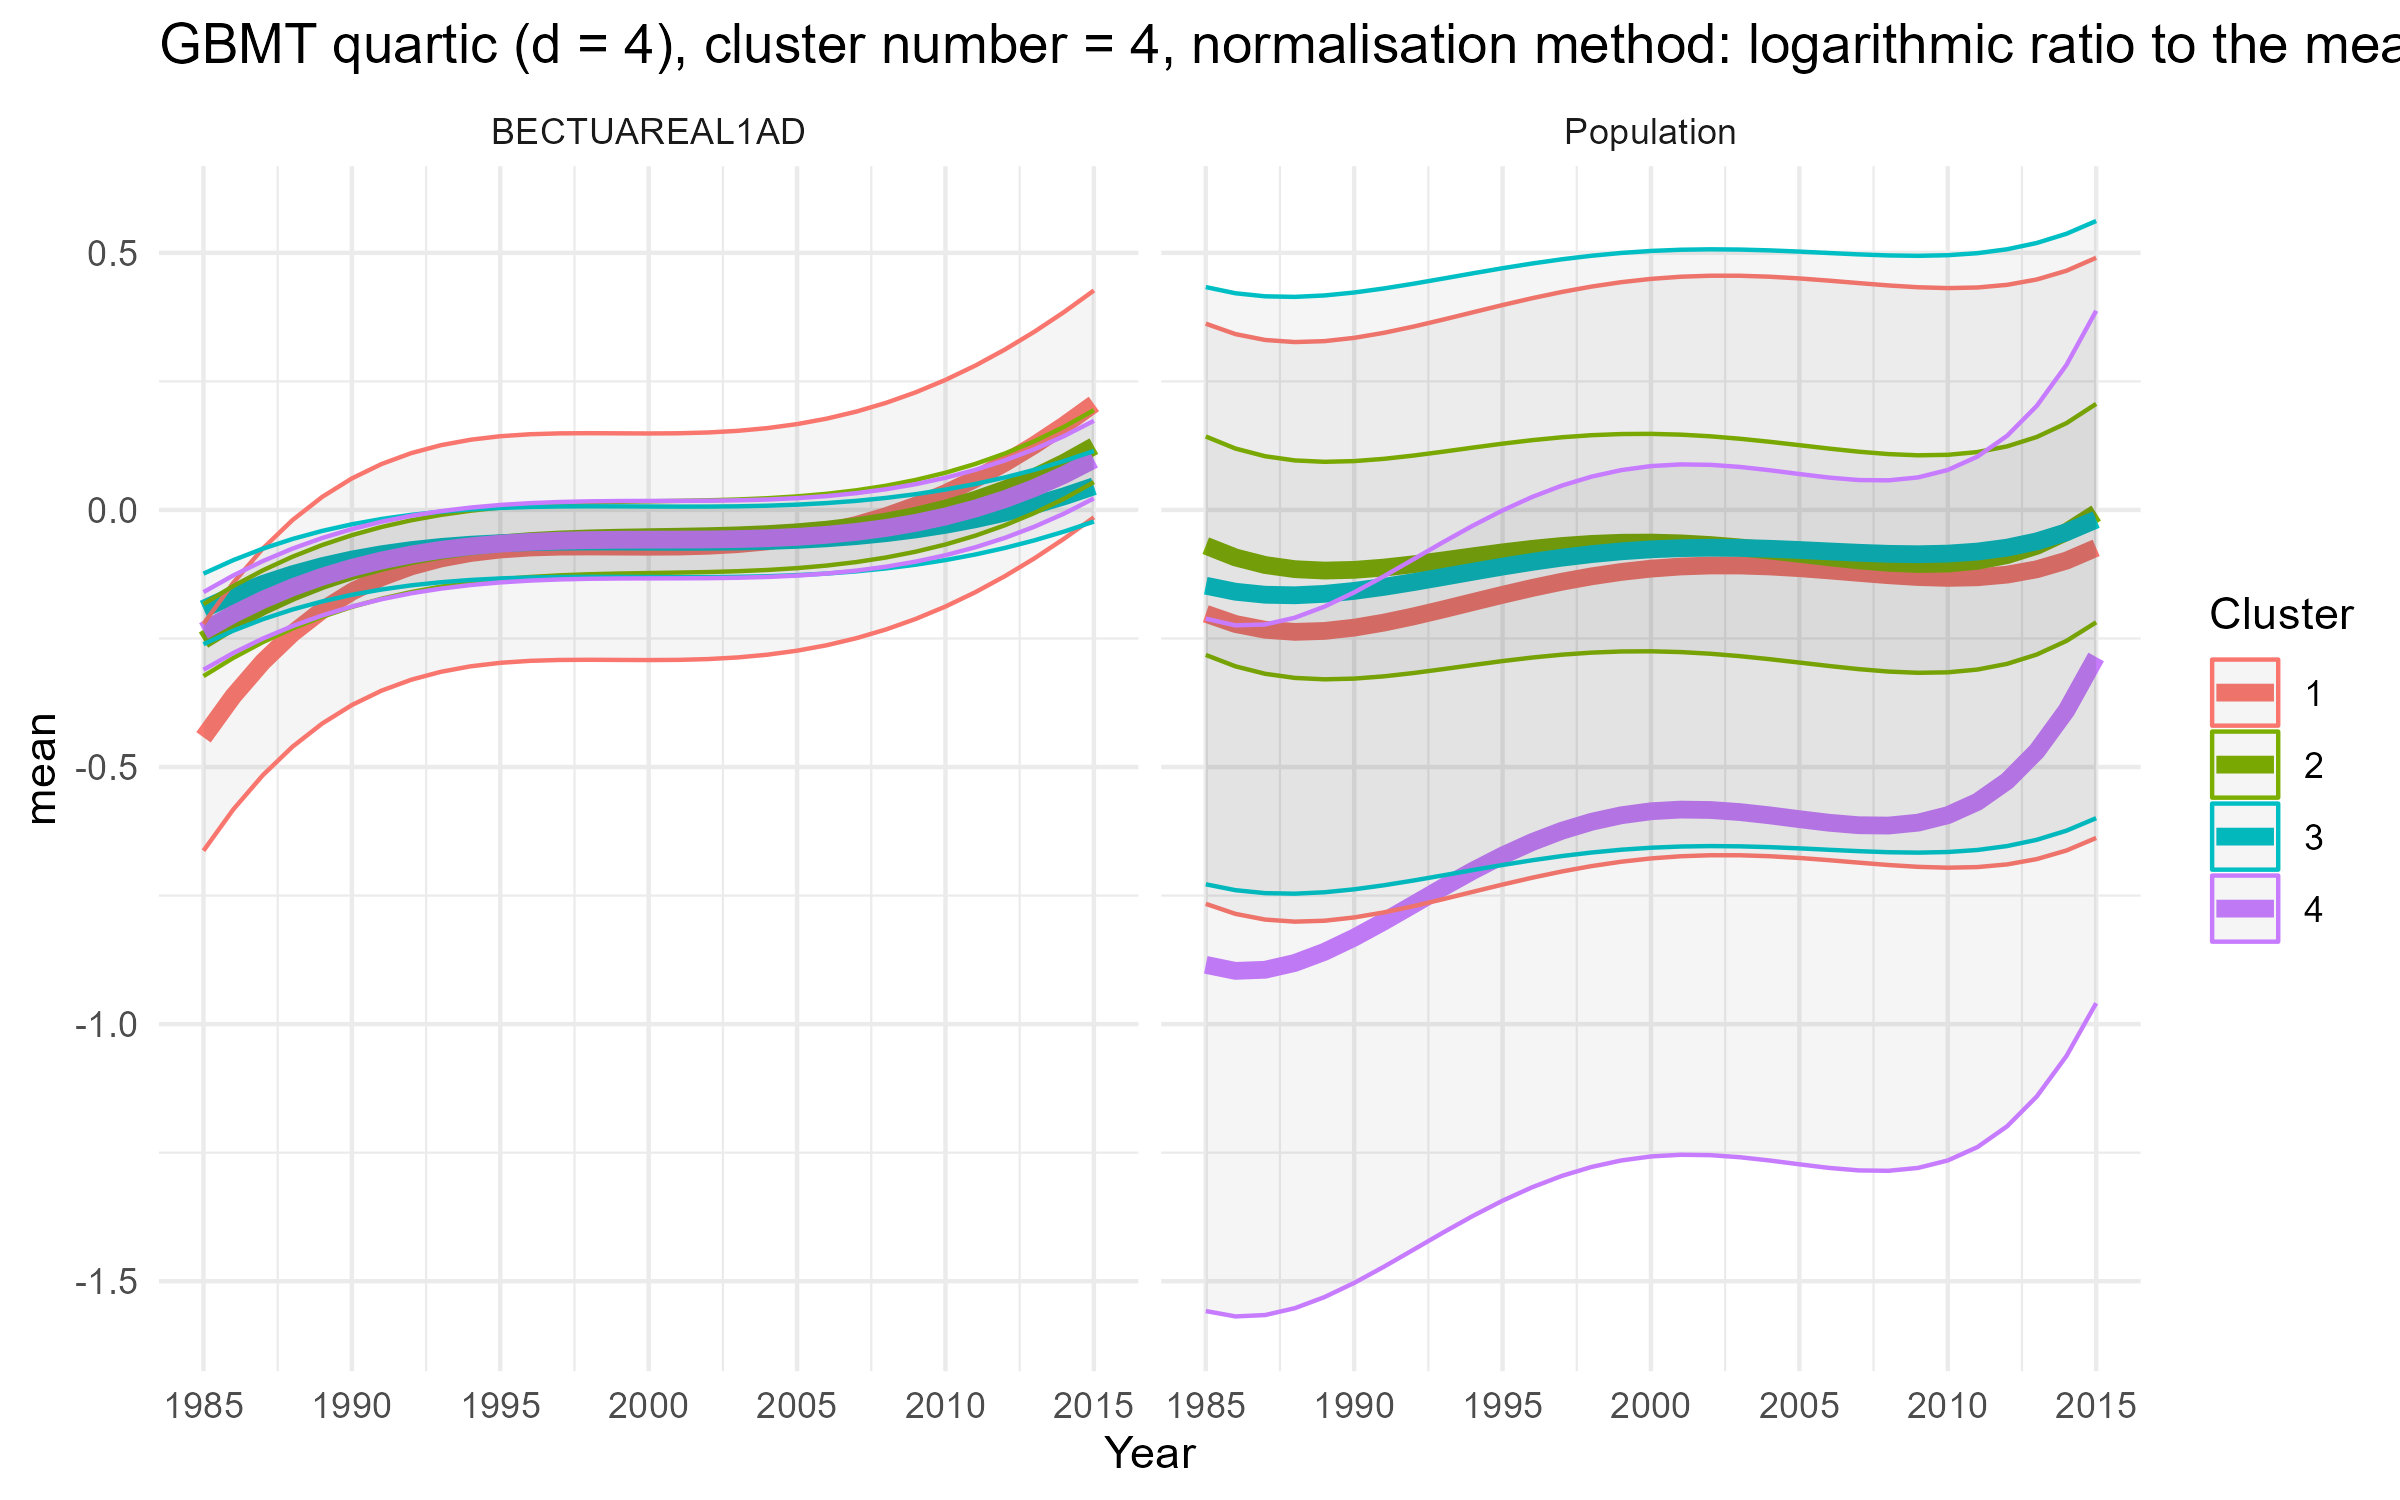 GBMT quartic (d = 4), cluster number = 4, normalisation method: logarithmic ratio to the mea
BECTUAREAL1AD
Population
0.5
0.0
-0.5
-1.0
-1.5
mean
1985 1990 1995 2000 2005 2010 2015
1985 1990 1995 2000 2005 2010 2015
Year
Cluster
1
2
3
4